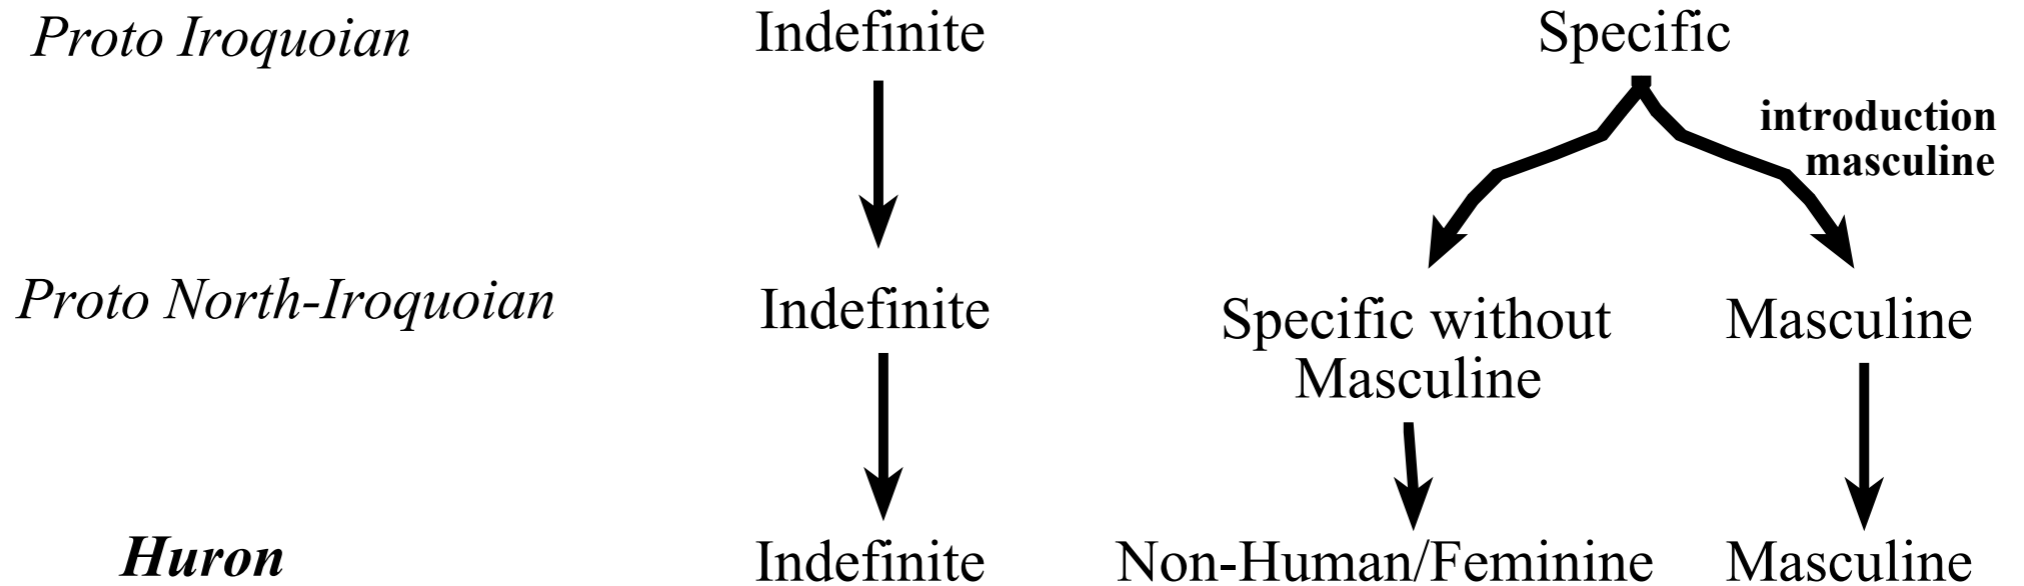 Proto Iroquoian Indefinite Specific
introduction
masculine
Proto North-Iroquoian Indefinite Specific without Masculine
Masculine
Huron Indefinite Non-Human/Feminine Masculine